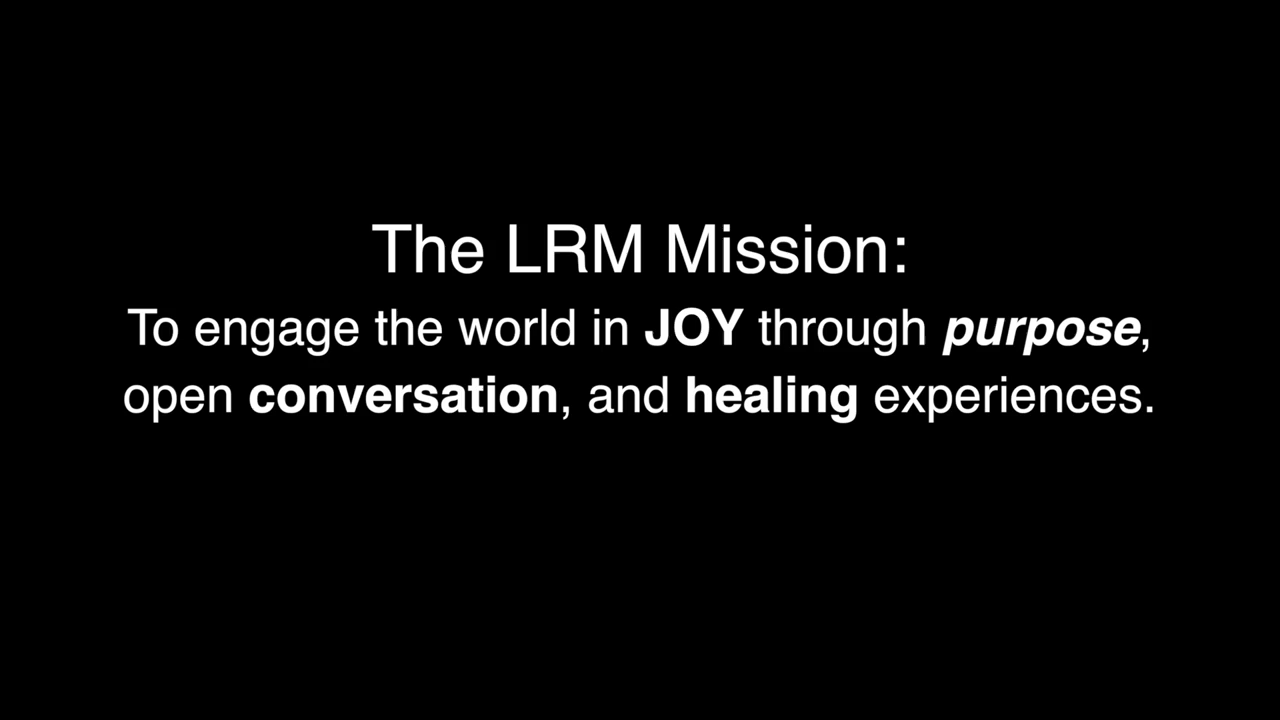 The LRM Mission:
To engage the world in JOY through purpose,
open conversation, and healing experiences.